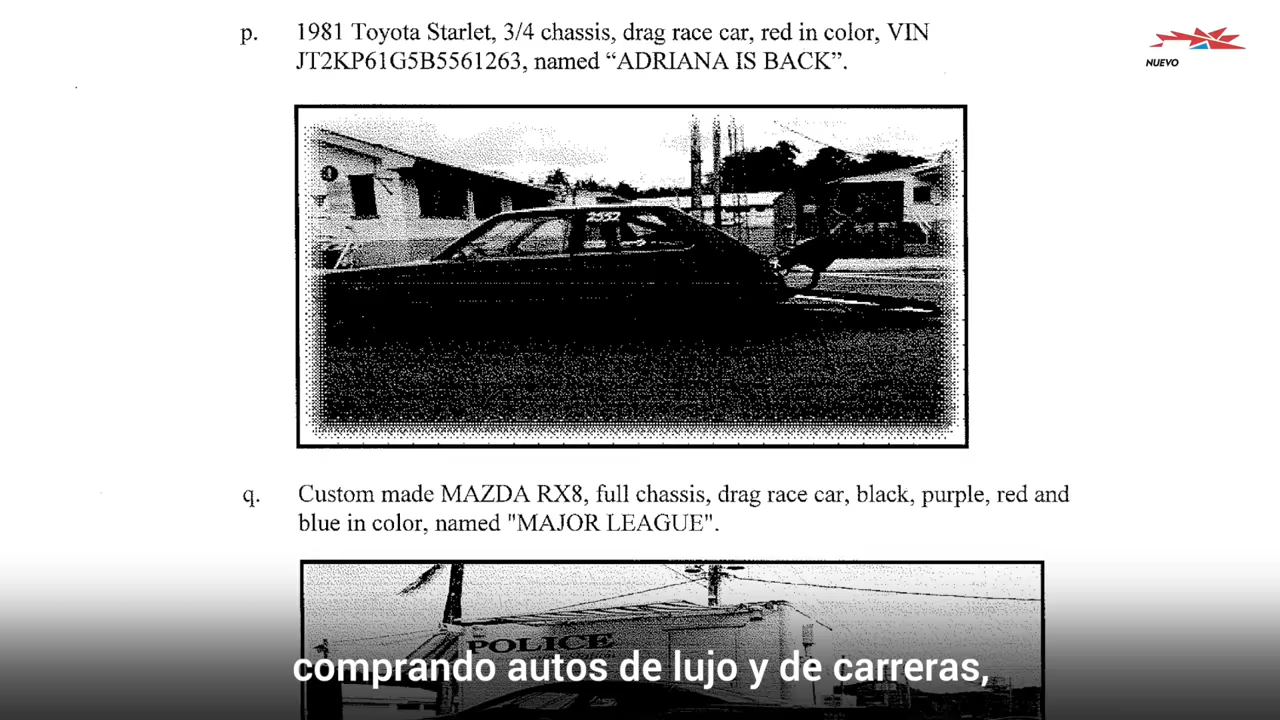 p. 1981 Toyota Starlet, 3/4 chassis, drag race car, red in color, VIN
JT2KP61G5B5561263, named “ADRIANA IS BACK”.
NUEVO
2552
q. Custom made MAZDA RX8, full chassis, drag race car, black, purple, red and
blue in color, named "MAJOR LEAGUE".
POLICE
comprando autos de lujo y de carreras,